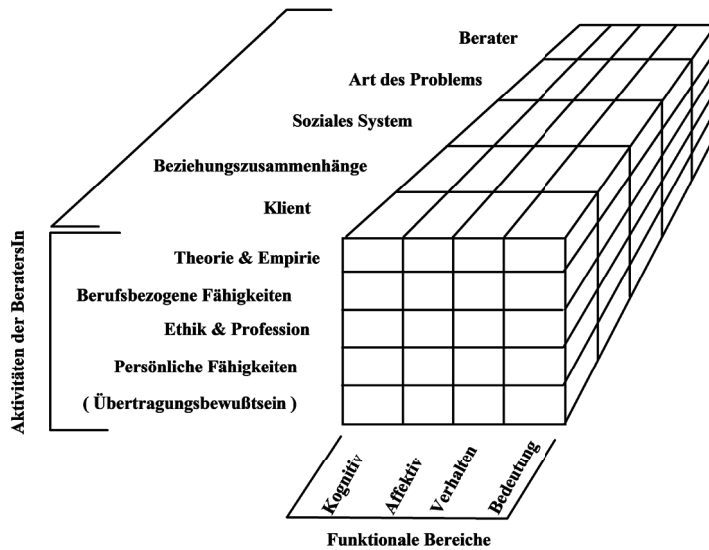 Berater
Art des Problems
Soziales System
Beziehungszusammenhänge
Klient
Aktivitäten der BeratersIn
Theorie & Empirie
Berufsbezogene Fähigkeiten
Ethik & Profession
Persönliche Fähigkeiten
( Übertragungsbewußtsein )
Kognitiv
Affektiv
Verhalten
Bedeutung
Funktionale Bereiche